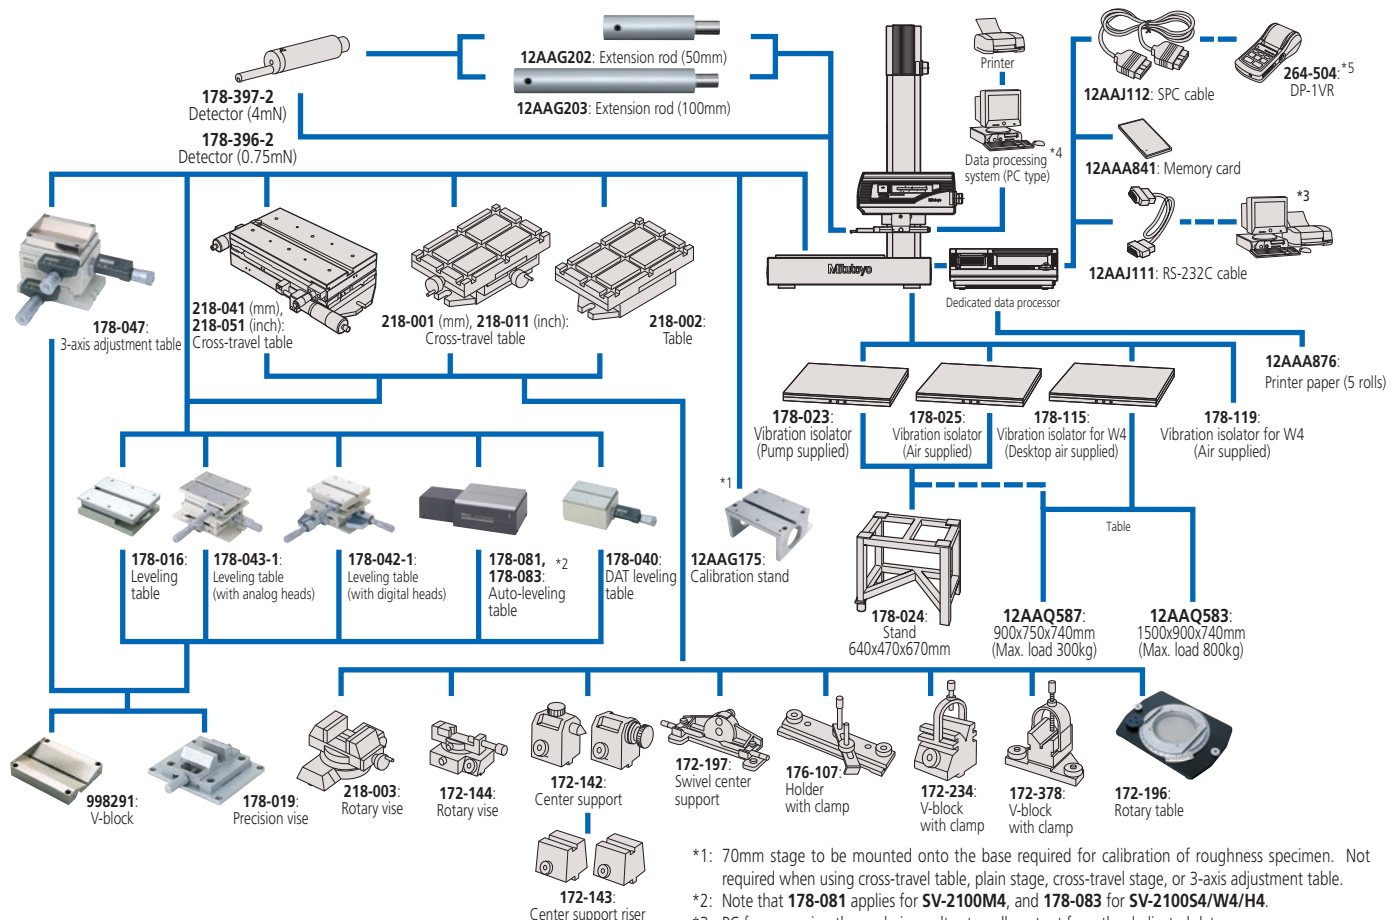 12AAG202: Extension rod (50mm)
12AAG203: Extension rod (100mm)
178-397-2
Detector (4mN)
178-396-2
Detector (0.75mN)
Printer
Data processing *4
system (PC type)
12AAJ112: SPC cable
264-504: *5
DP-1VR
12AAA841: Memory card
*3
12AAJ111: RS-232C cable
Mitutoyo
Mitutoyo
Dedicated data processor
12AAA876:
Printer paper (5 rolls)
178-047:
3-axis adjustment table
218-041 (mm),
218-051 (inch):
Cross-travel table
218-001 (mm), 218-011 (inch):
Cross-travel table
218-002:
Table
178-023:
Vibration isolator
(Pump supplied)
178-025:
Vibration isolator
(Air supplied)
178-115:
Vibration isolator for W4
(Desktop air supplied)
178-119:
Vibration isolator for W4
(Air supplied)
178-016:
Leveling
table
178-043-1:
Leveling table
(with analog heads)
178-042-1:
Leveling table
(with digital heads)
178-081, *2
178-083:
Auto-leveling
table
178-040:
DAT leveling
table
*1
12AAG175:
Calibration stand
Table
178-024:
Stand
640x470x670mm
12AAQ587:
900x750x740mm
(Max. load 300kg)
12AAQ583:
1500x900x740mm
(Max. load 800kg)
998291:
V-block
178-019:
Precision vise
218-003:
Rotary vise
172-144:
Rotary vise
172-142:
Center support
172-197:
Swivel center
support
176-107:
Holder
with clamp
172-234:
V-block
with clamp
172-378:
V-block
with clamp
172-196:
Rotary table
172-143:
Center support riser
*1: 70mm stage to be mounted onto the base required for calibration of roughness specimen. Not
required when using cross-travel table, plain stage, cross-travel stage, or 3-axis adjustment table.
*2: Note that 178-081 applies for SV-2100M4, and 178-083 for SV-2100S4/W4/H4.